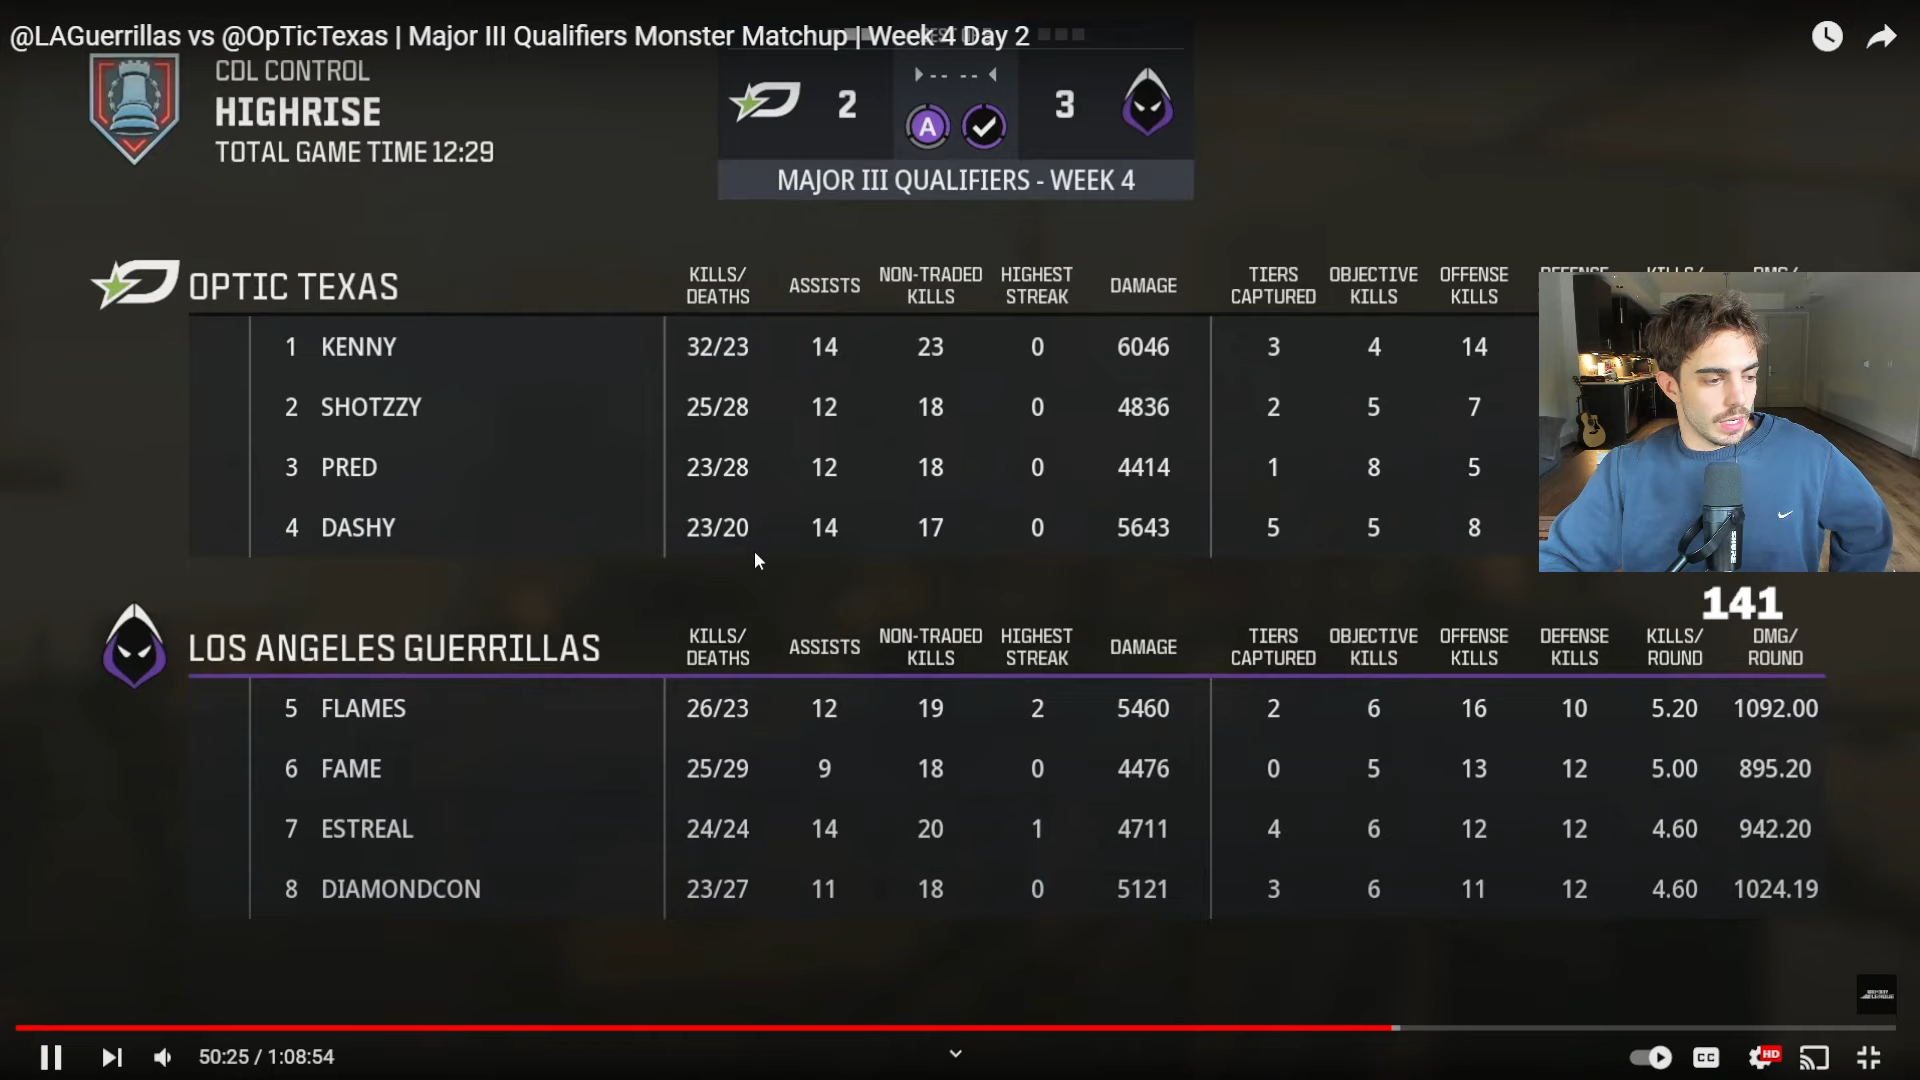 @LAGuerrillas vs @OpTicTexas | Major III Qualifiers Monster Matchup | Week 4 Day 2
CDL CONTROL
HIGHRISE
TOTAL GAME TIME 12:29
2 -- -- 3
A
MAJOR III QUALIFIERS - WEEK 4
OPTIC TEXAS KILLS/ DEATHS ASSISTS NON-TRADED KILLS HIGHEST STREAK DAMAGE TIERS CAPTURED OBJECTIVE KILLS OFFENSE KILLS
1 KENNY 32/23 14 23 0 6046 3 4 14
2 SHOTZZY 25/28 12 18 0 4836 2 5 7
3 PRED 23/28 12 18 0 4414 1 8 5
4 DASHY 23/20 14 17 0 5643 5 5 8
SHURE
141
LOS ANGELES GUERRILLAS KILLS/ DEATHS ASSISTS NON-TRADED KILLS HIGHEST STREAK DAMAGE TIERS CAPTURED OBJECTIVE KILLS OFFENSE KILLS DEFENSE KILLS KILLS/ ROUND DMG/ ROUND
5 FLAMES 26/23 12 19 2 5460 2 6 16 10 5.20 1092.00
6 FAME 25/29 9 18 0 4476 0 5 13 12 5.00 895.20
7 ESTREAL 24/24 14 20 1 4711 4 6 12 12 4.60 942.20
8 DIAMONDCON 23/27 11 18 0 5121 3 6 11 12 4.60 1024.19
50:25 / 1:08:54
CC
HD